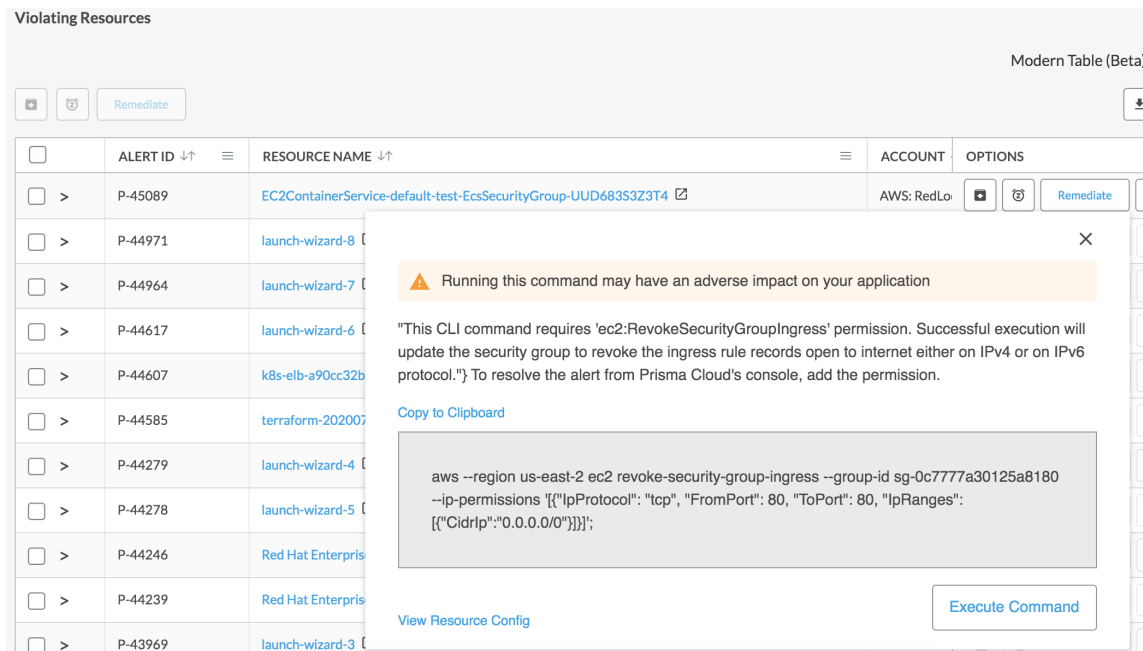 Violating Resources
Modern Table (Beta)
Remediate
ALERT ID RESOURCE NAME ACCOUNT OPTIONS
P-45089 EC2ContainerService-default-test-EcsSecurityGroup-UUD683S3Z3T4 AWS: RedLo Remediate
P-44971 launch-wizard-8
P-44964 launch-wizard-7
P-44617 launch-wizard-6
P-44607 k8s-elb-a90cc32b
P-44585 terraform-202007
P-44279 launch-wizard-4
P-44278 launch-wizard-5
P-44246 Red Hat Enterpris
P-44239 Red Hat Enterpris
P-43969 launch-wizard-3
Running this command may have an adverse impact on your application
"This CLI command requires 'ec2:RevokeSecurityGroupIngress' permission. Successful execution will
update the security group to revoke the ingress rule records open to internet either on IPv4 or on IPv6
protocol."} To resolve the alert from Prisma Cloud's console, add the permission.
Copy to Clipboard
aws --region us-east-2 ec2 revoke-security-group-ingress --group-id sg-0c7777a30125a8180
--ip-permissions '[{"IpProtocol": "tcp", "FromPort": 80, "ToPort": 80, "IpRanges":
[{"CidrIp":"0.0.0.0/0"}]}]';
View Resource Config
Execute Command